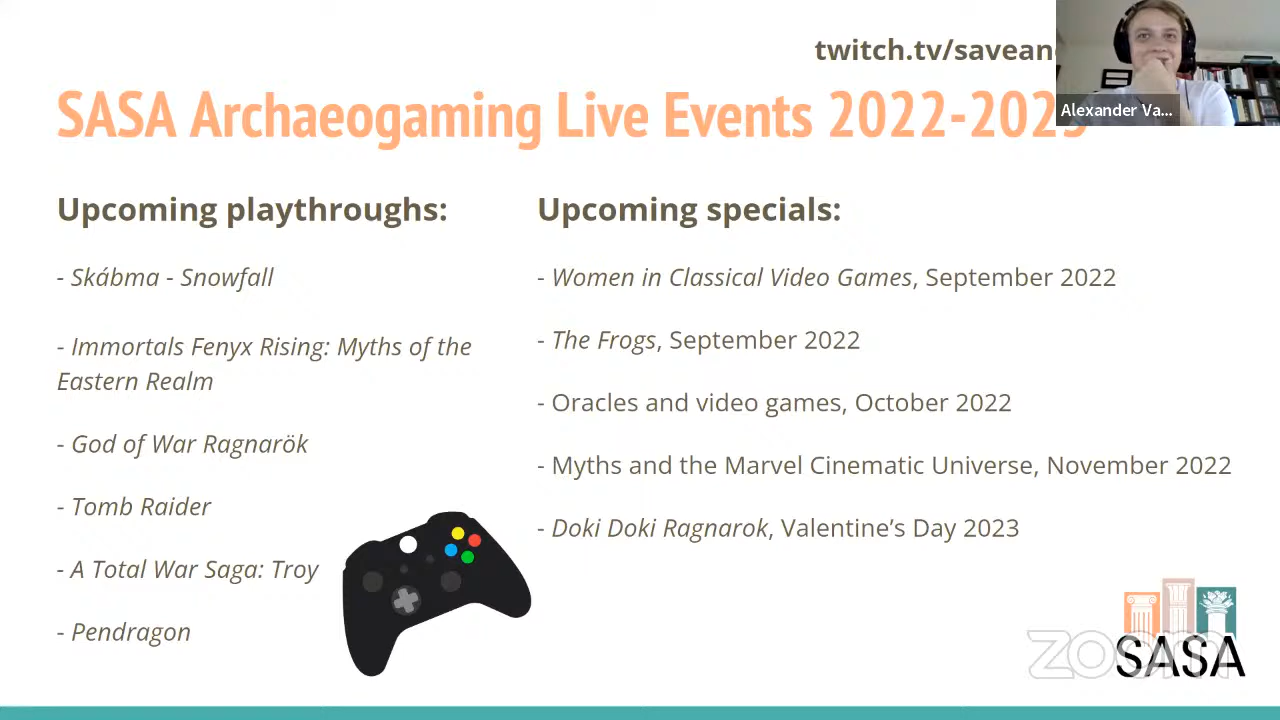 twitch.tv/savean
SASA Archaeogaming Live Events 2022-202
Alexander Va...
Upcoming playthroughs:
- Skábma - Snowfall
- Immortals Fenyx Rising: Myths of the
Eastern Realm
- God of War Ragnarök
- Tomb Raider
- A Total War Saga: Troy
- Pendragon
Upcoming specials:
- Women in Classical Video Games, September 2022
- The Frogs, September 2022
- Oracles and video games, October 2022
- Myths and the Marvel Cinematic Universe, November 2022
- Doki Doki Ragnarok, Valentine’s Day 2023
zoom
SASA